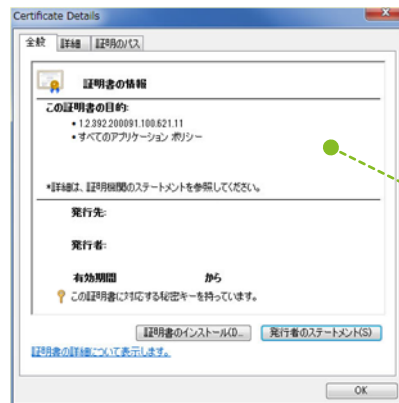 Certificate Details
全般 詳細 証明のパス
証明書の情報
この証明書の目的:
• 1.2.392.200091.100.621.11
• すべてのアプリケーション ポリシー
*詳細は、証明機関のステートメントを参照してください。
発行先:
発行者:
有効期間 から
この証明書に対応する秘密キーを持っています。
証明書のインストール(I)... 発行者のステートメント(S)
証明書の詳細について表示します。
OK